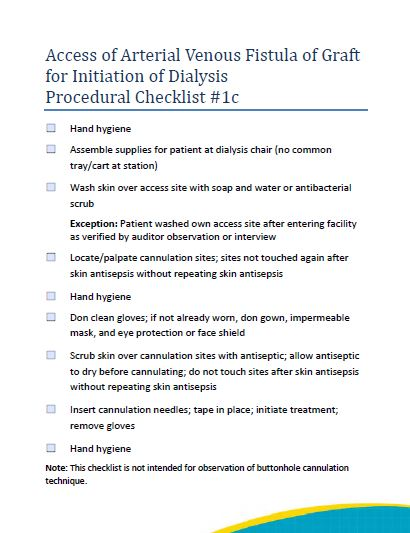 Access of Arterial Venous Fistula of Graft
for Initiation of Dialysis
Procedural Checklist #1c
Hand hygiene
Assemble supplies for patient at dialysis chair (no common
tray/cart at station)
Wash skin over access site with soap and water or antibacterial
scrub
Exception: Patient washed own access site after entering facility
as verified by auditor observation or interview
Locate/palpate cannulation sites; sites not touched again after
skin antisepsis without repeating skin antisepsis
Hand hygiene
Don clean gloves; if not already worn, don gown, impermeable
mask, and eye protection or face shield
Scrub skin over cannulation sites with antiseptic; allow antiseptic
to dry before cannulating; do not touch sites after skin antisepsis
without repeating skin antisepsis
Insert cannulation needles; tape in place; initiate treatment;
remove gloves
Hand hygiene
Note: This checklist is not intended for observation of buttonhole cannulation
technique.